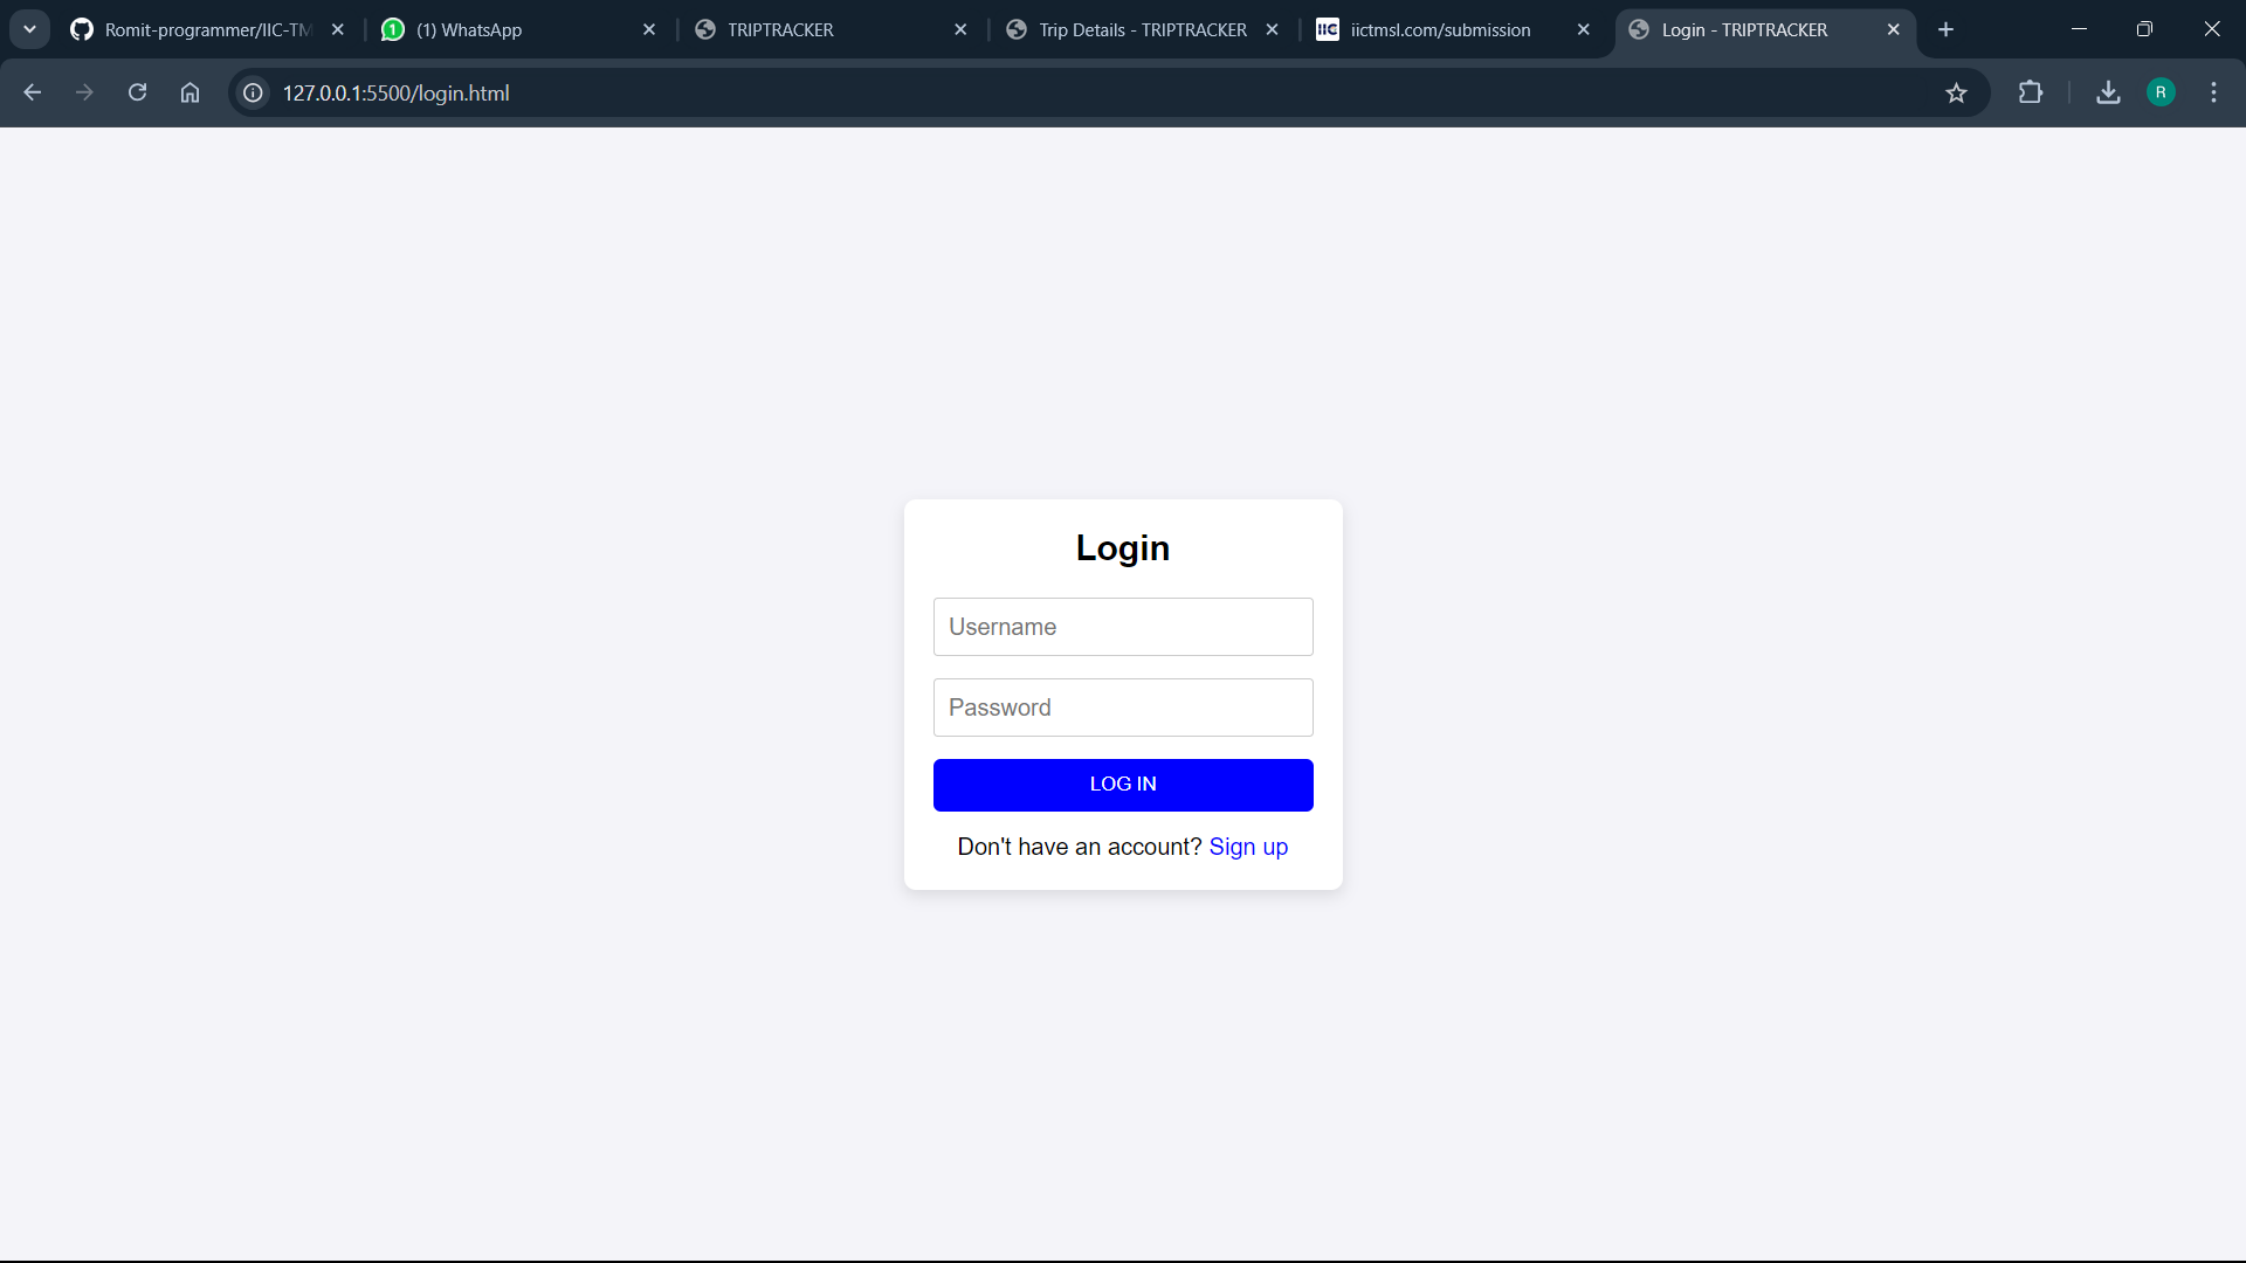 Romit-programmer/IIC-TM
(1) WhatsApp
TRIPTRACKER
Trip Details - TRIPTRACKER
IIC
iictmsl.com/submission
Login - TRIPTRACKER
127.0.0.1:5500/login.html
R
Login
Username
Password
LOG IN
Don't have an account? Sign up